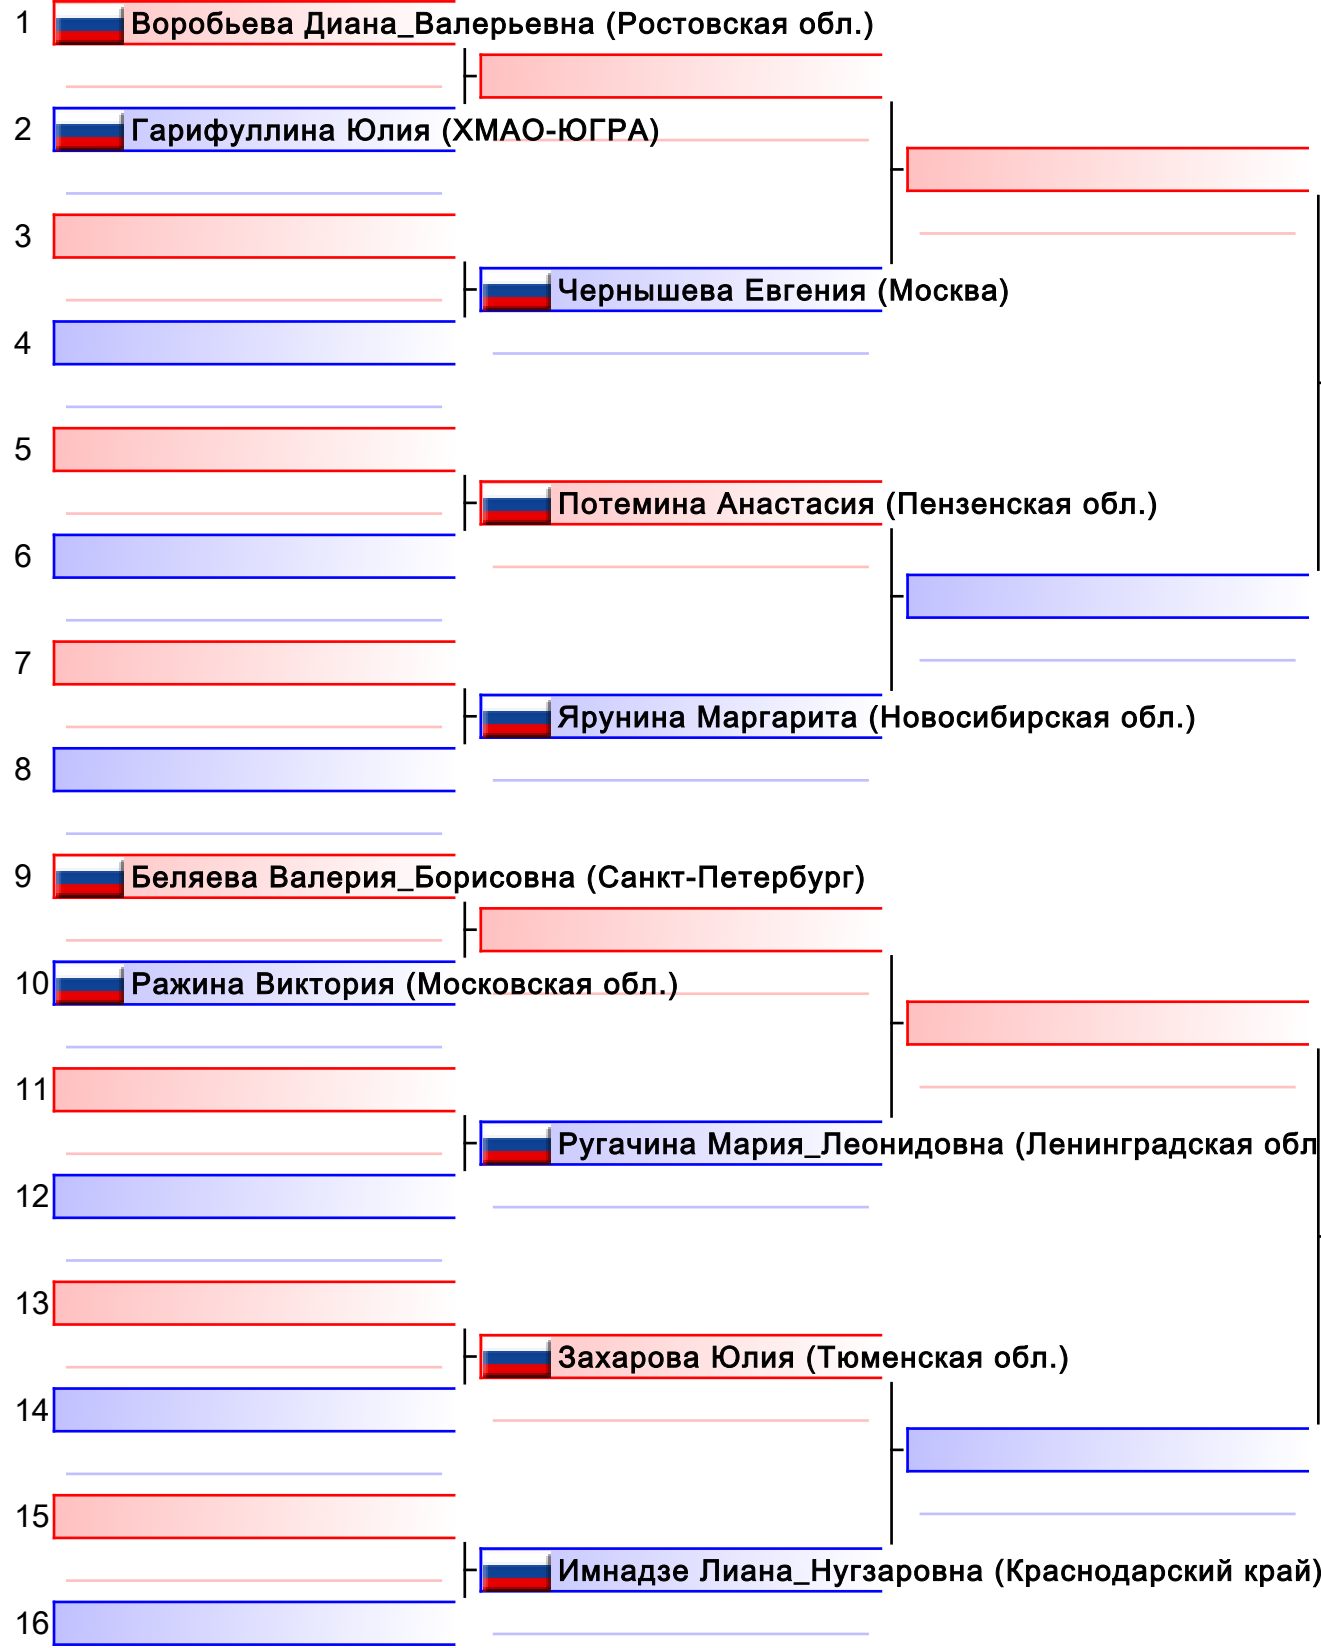 1 Воробьева Диана_Валерьевна (Ростовская обл.)
2 Гарифуллина Юлия (ХМАО-ЮГРА)
3
Чернышева Евгения (Москва)
4
5
Потемина Анастасия (Пензенская обл.)
6
7
Ярунина Маргарита (Новосибирская обл.)
8
9 Беляева Валерия_Борисовна (Санкт-Петербург)
10 Ражина Виктория (Московская обл.)
11
Ругачина Мария_Леонидовна (Ленинградская обл
12
13
Захарова Юлия (Тюменская обл.)
14
15
Имнадзе Лиана_Нугзаровна (Краснодарский край)
16